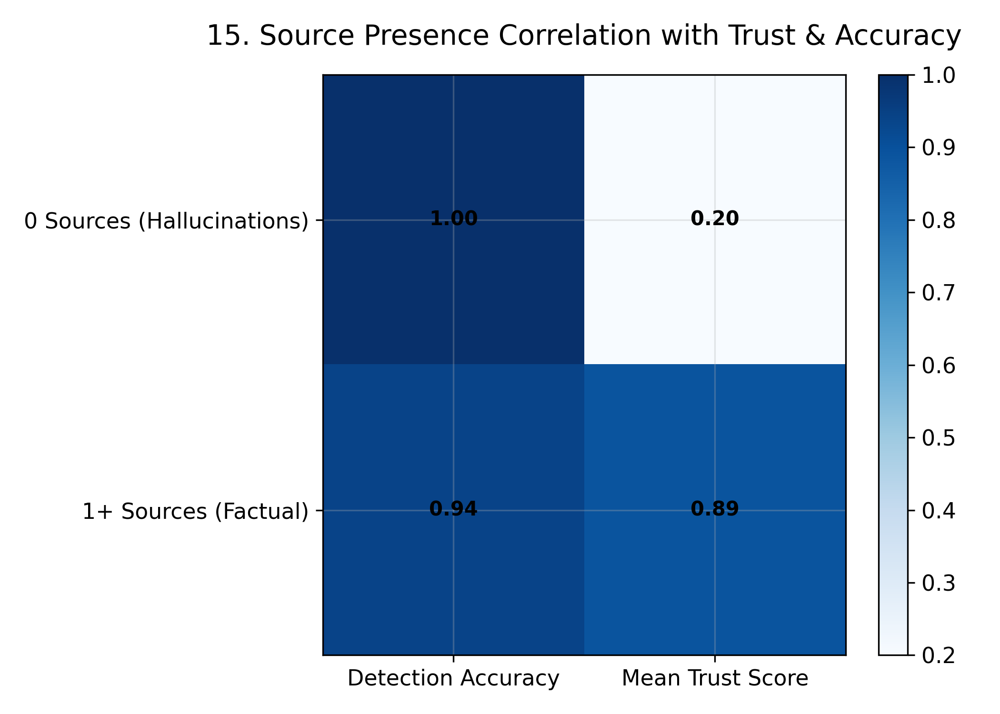 15. Source Presence Correlation with Trust & Accuracy
0 Sources (Hallucinations)
1.00
0.20
1+ Sources (Factual)
0.94
0.89
Detection Accuracy
Mean Trust Score
1.0
0.9
0.8
0.7
0.6
0.5
0.4
0.3
0.2